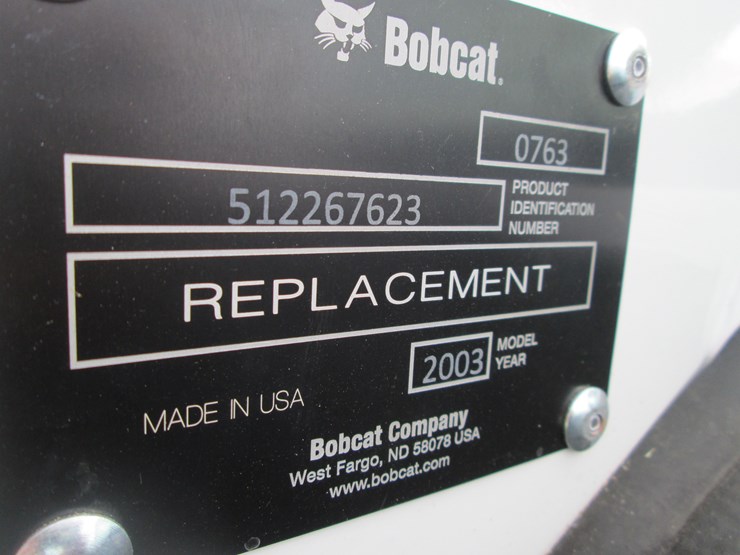 Bobcat.
0763
512267623
PRODUCT
IDENTIFICATION
NUMBER
REPLACEMENT
2003
MODEL
YEAR
MADE IN USA
Bobcat Company
West Fargo, ND 58078 USA
www.bobcat.com